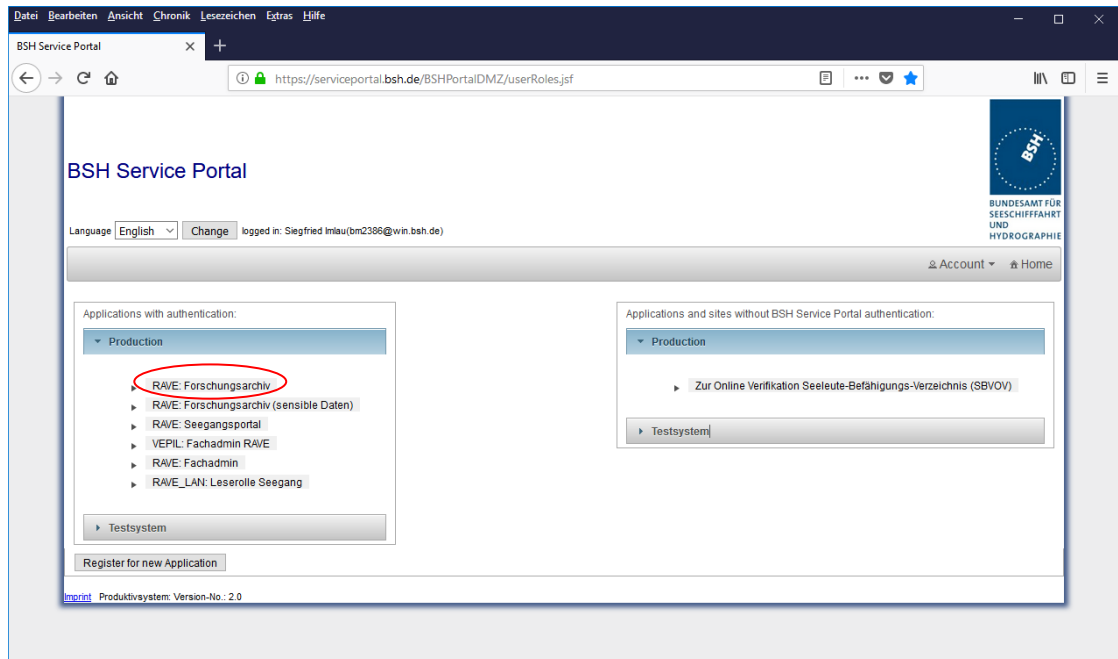 Datei Bearbeiten Ansicht Chronik Lesezeichen Extras Hilfe
BSH Service Portal
https://serviceportal.bsh.de/BSHPortalDMZ/userRoles.jsf
BSH Service Portal
BSH
BUNDESAMT FÜR
SEESCHIFFFAHRT
UND
HYDROGRAPHIE
Language English Change logged in: Siegfried Imlau(bm2386@win.bsh.de)
Account Home
Applications with authentication:
Production
RAVE: Forschungsarchiv
RAVE: Forschungsarchiv (sensible Daten)
RAVE: Seegangsportal
VEPIL: Fachadmin RAVE
RAVE: Fachadmin
RAVE_LAN: Leserolle Seegang
Testsystem
Register for new Application
Applications and sites without BSH Service Portal authentication:
Production
Zur Online Verifikation Seeleute-Befähigungs-Verzeichnis (SBVOV)
Testsystem
Imprint Produktivsystem: Version-No.: 2.0